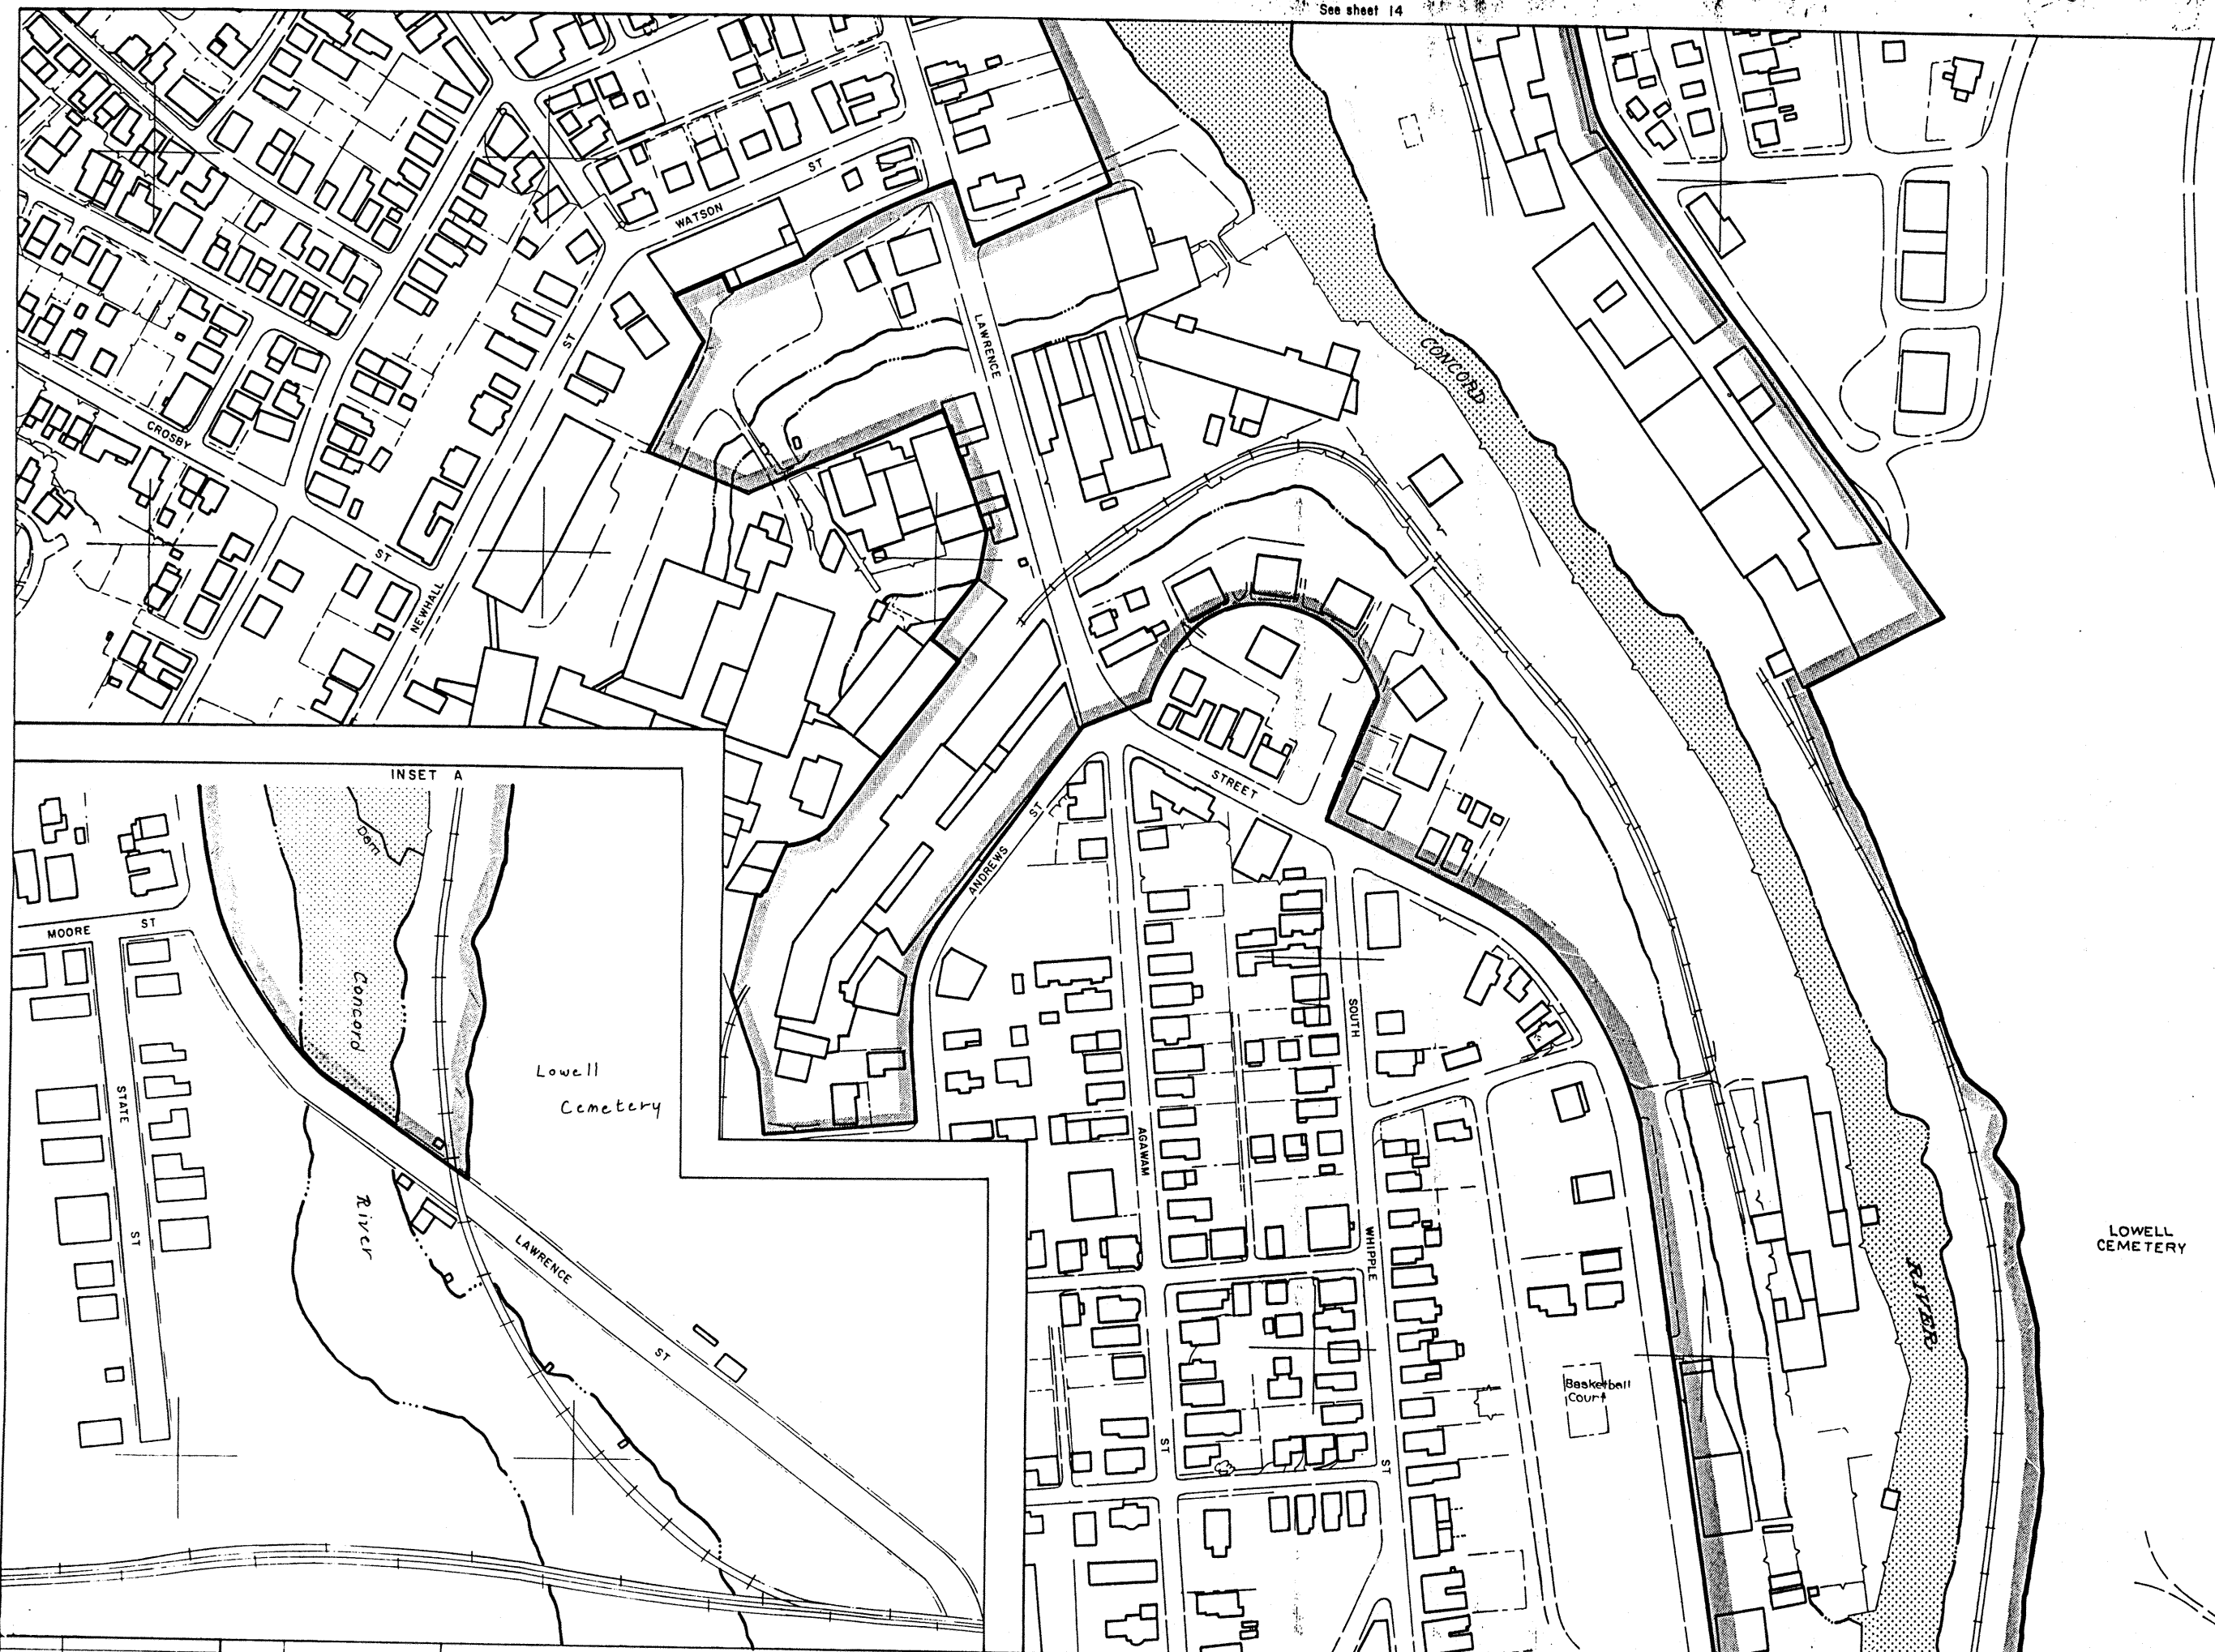 See sheet 14
WATSON
ST
LAWRENCE
CONCORD
ST
CROSBY
ST
NEWHALL
STREET
ST
ANDREWS
INSET A
Dam
MOORE
ST
Concord
Lowell
Cemetery
STATE
ST
River
LAWRENCE
ST
SOUTH
AGAWAM
WHIPPLE
LOWELL
CEMETERY
RIVER
Basketball
Court
ST
ST